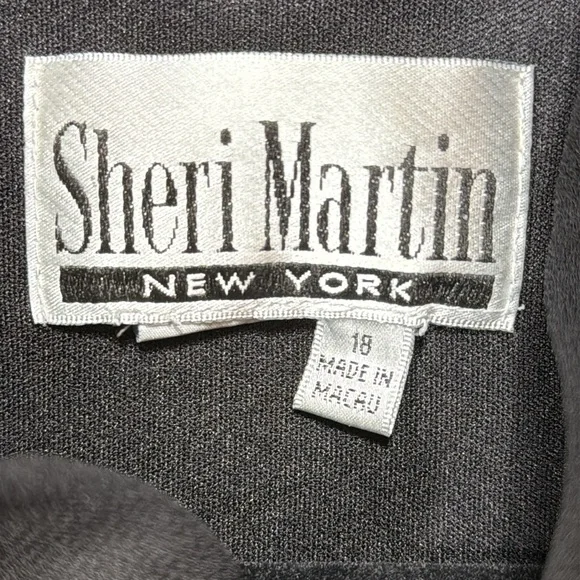 Sheri Martin
NEW YORK
18
MADE IN
MACAU